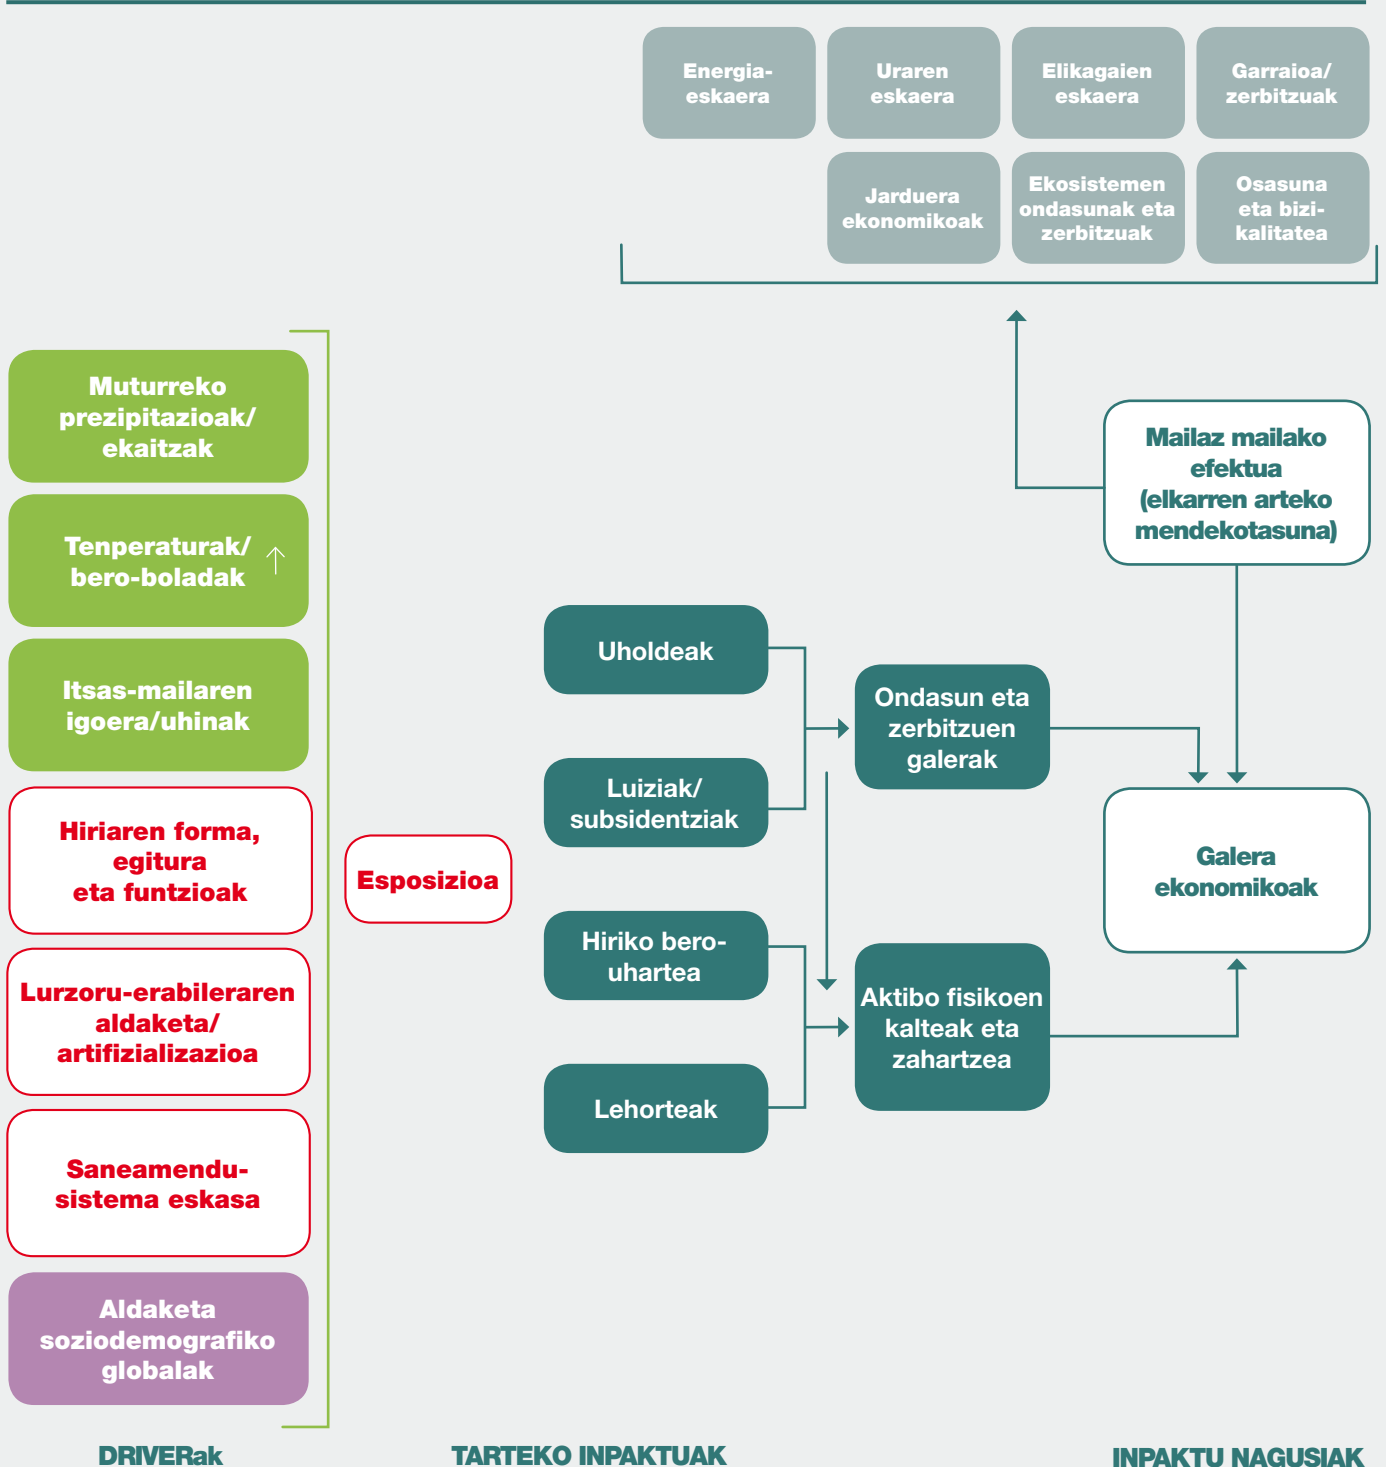 Energia-
eskaera
Uraren
eskaera
Elikagaien
eskaera
Garraioa/
zerbitzuak
Jarduera
ekonomikoak
Ekosistemen
ondasunak eta
zerbitzuak
Osasuna
eta bizi-
kalitatea
Muturreko
prezipitazioak/
ekaitzak
Tenperaturak/
bero-boladak ↑
Itsas-mailaren
igoera/uhinak
Hiriaren forma,
egitura
eta funtzioak
Lurzoru-erabileraren
aldaketa/
artifizializazioa
Saneamendu-
sistema eskasa
Aldaketa
soziodemografiko
globalak
Esposizioa
Uholdeak
Luiziak/
subsidentziak
Hiriko bero-
uhartea
Lehorteak
Ondasun eta
zerbitzuen
galerak
Aktibo fisikoen
kalteak eta
zahartzea
Mailaz mailako
efektua
(elkarren arteko
mendekotasuna)
Galera
ekonomikoak
DRIVERak
TARTEKO INPAKTUAK
INPAKTU NAGUSIAK